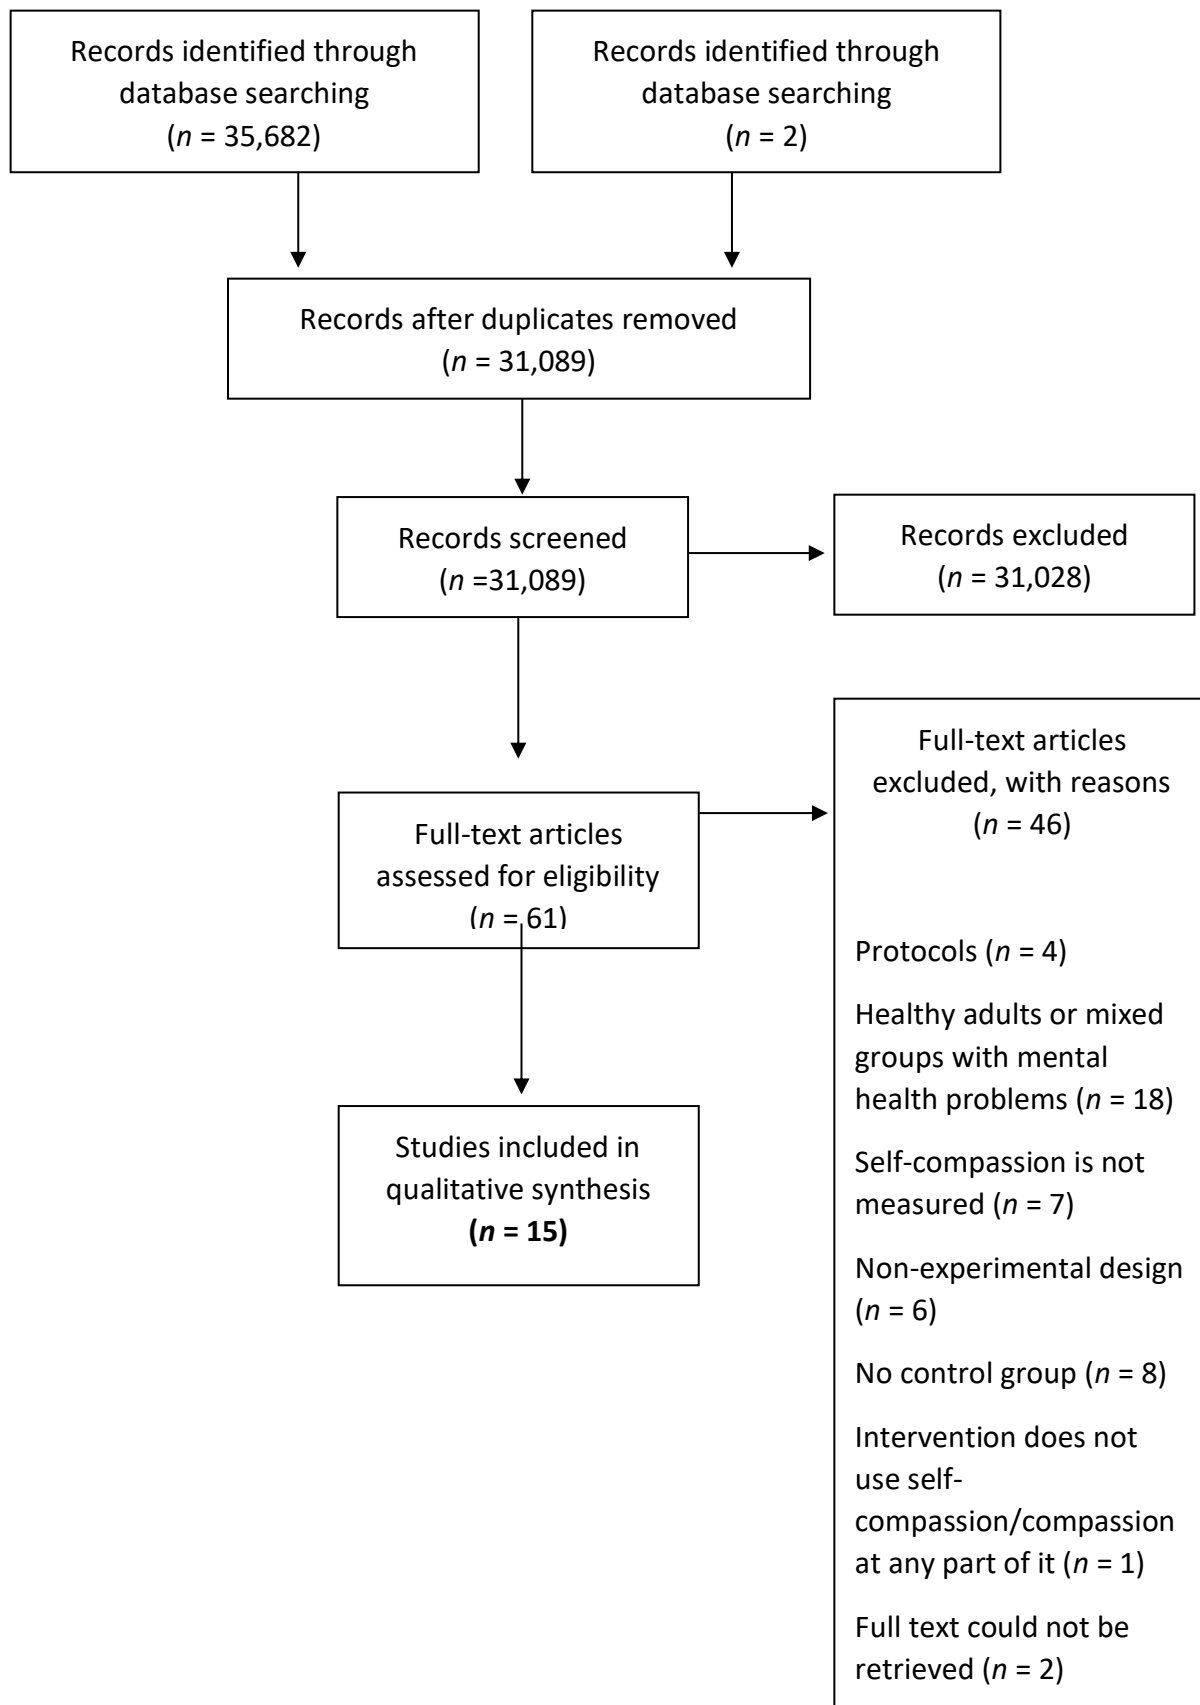 Records identified through
database searching
(n = 35,682)
Records identified through
database searching
(n = 2)
Records after duplicates removed
(n = 31,089)
Records screened
(n =31,089)
Records excluded
(n = 31,028)
Full-text articles
assessed for eligibility
(n = 61)
Full-text articles
excluded, with reasons
(n = 46)
Protocols (n = 4)
Healthy adults or mixed
groups with mental
health problems (n = 18)
Self-compassion is not
measured (n = 7)
Non-experimental design
(n = 6)
No control group (n = 8)
Intervention does not
use self-
compassion/compassion
at any part of it (n = 1)
Full text could not be
retrieved (n = 2)
Studies included in
qualitative synthesis
(n = 15)